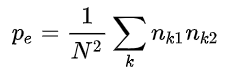 p_e = \frac{1}{N^2} \sum_k n_{k1} n_{k2}